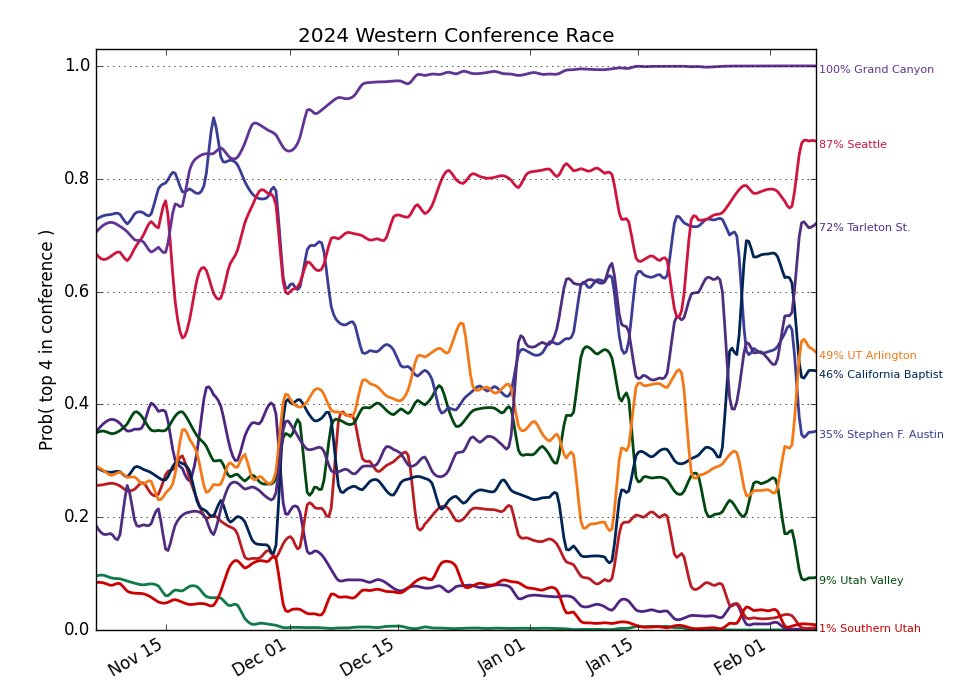 2024 Western Conference Race
Prob( top 4 in conference )
1.0
0.8
0.6
0.4
0.2
0.0
Nov 15
Dec 01
Dec 15
Jan 01
Jan 15
Feb 01
100% Grand Canyon
87% Seattle
72% Tarleton St.
49% UT Arlington
46% California Baptist
35% Stephen F. Austin
9% Utah Valley
1% Southern Utah